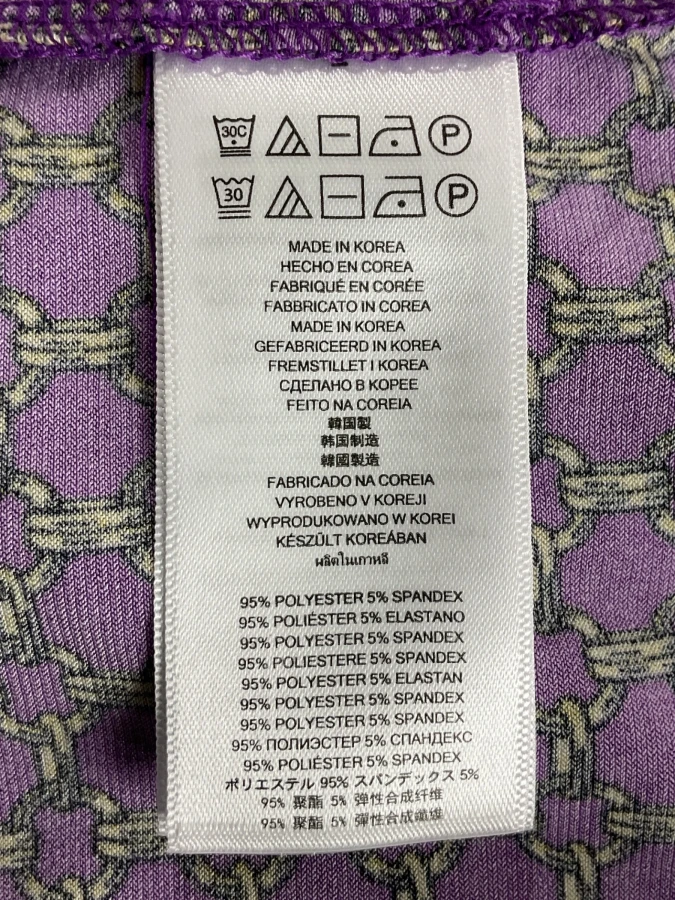 30C P
30 P
MADE IN KOREA
HECHO EN COREA
FABRIQUÉ EN CORÉE
FABBRICATO IN KOREA
MADE IN KOREA
GEFABRICEERD IN KOREA
FREMSTILLET I KOREA
СДЕЛАНО В КОРЕЕ
FEITO NA COREIA
韓国製
韩国制造
韓國製造
FABRICADO NA COREIA
VYROBENO V KOREJI
WYPRODUKOWANO W KOREI
KÉSZÜLT KOREÁBAN
ผลิตในเกาหลี
95% POLYESTER 5% SPANDEX
95% POLIÉSTER 5% ELASTANO
95% POLYESTER 5% SPANDEX
95% POLIESTERE 5% SPANDEX
95% POLYESTER 5% ELASTAN
95% POLYESTER 5% SPANDEX
95% POLYESTER 5% SPANDEX
95% ПОЛИЭСТЕР 5% СПАНДЕКС
95% POLIÉSTER 5% SPANDEX
ポリエステル 95% スパンデックス 5%
95% 聚酯 5% 弹性合成纤维
95% 聚酯 5% 彈性合成纖維